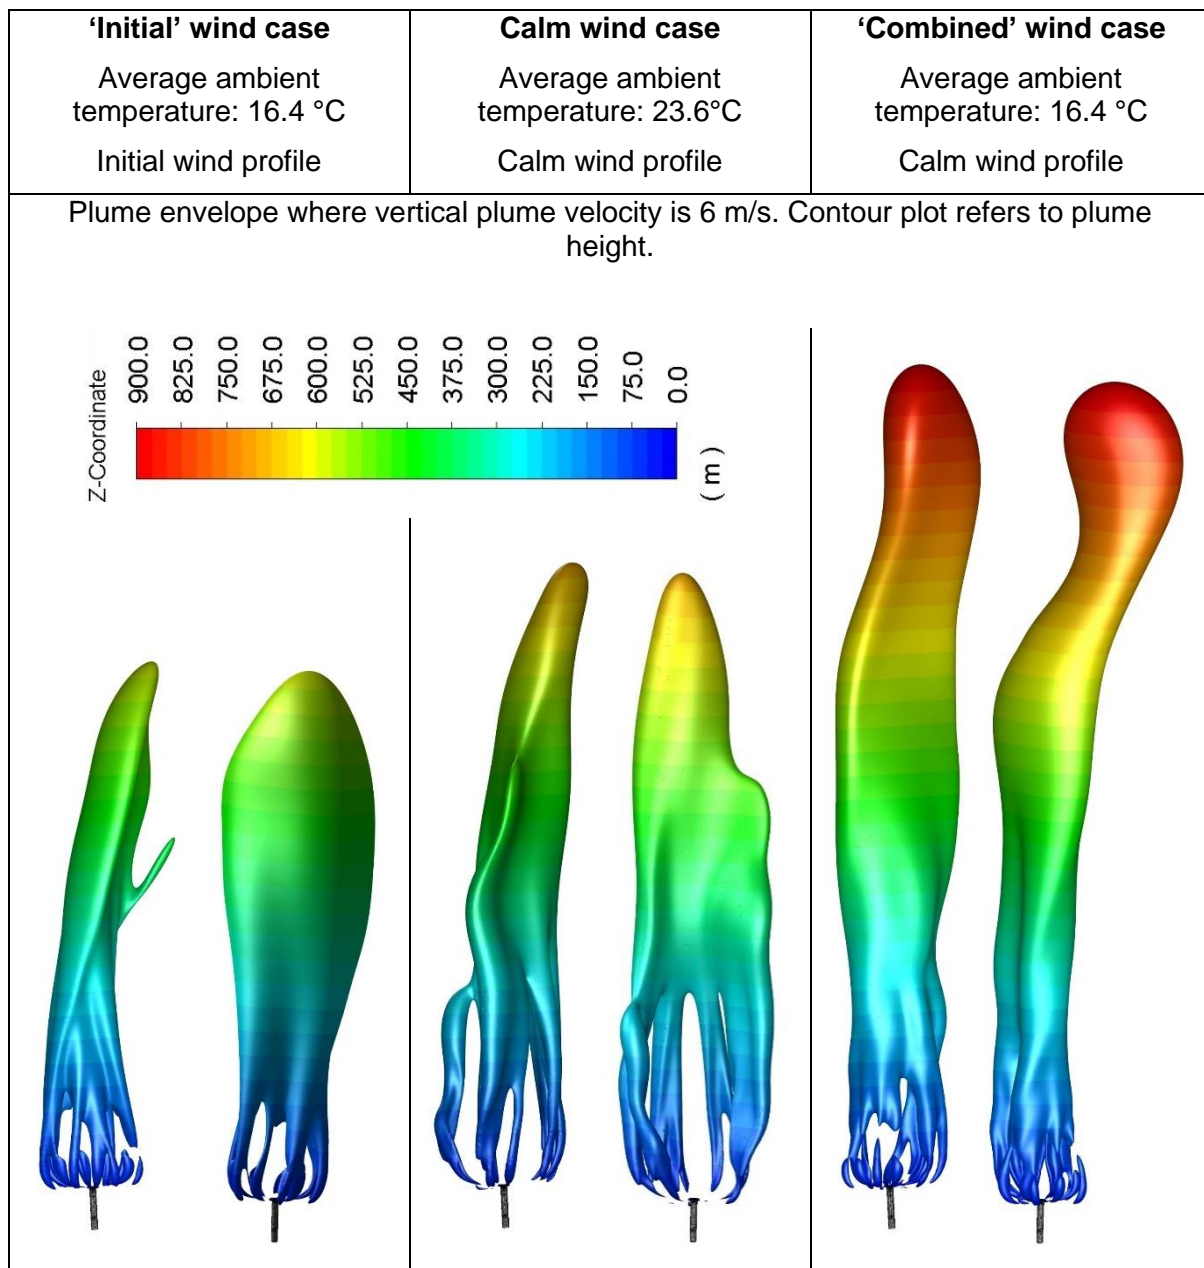 ‘Initial’ wind case
Average ambient
temperature: 16.4 °C
Initial wind profile
Calm wind case
Average ambient
temperature: 23.6°C
Calm wind profile
‘Combined’ wind case
Average ambient
temperature: 16.4 °C
Calm wind profile
Plume envelope where vertical plume velocity is 6 m/s. Contour plot refers to plume
height.
Z-Coordinate
900.0
825.0
750.0
675.0
600.0
525.0
450.0
375.0
300.0
225.0
150.0
75.0
0.0
( m )